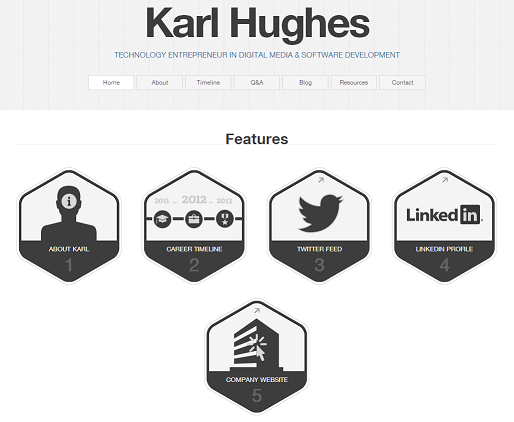 Karl Hughes
TECHNOLOGY ENTREPRENEUR IN DIGITAL MEDIA & SOFTWARE DEVELOPMENT
Home About Timeline Q&A Blog Resources Contact
Features
i
2011 ... 2012 ... 2013
Linked in
ABOUT KARL
1
CAREER TIMELINE
2
TWITTER FEED
3
LINKEDIN PROFILE
4
COMPANY WEBSITE
5